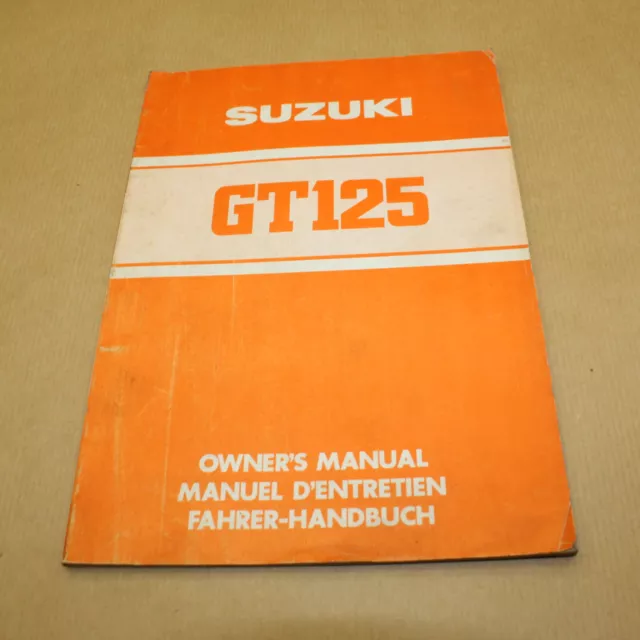 SUZUKI
GT125
OWNER'S MANUAL
MANUEL D'ENTRETIEN
FAHRER-HANDBUCH